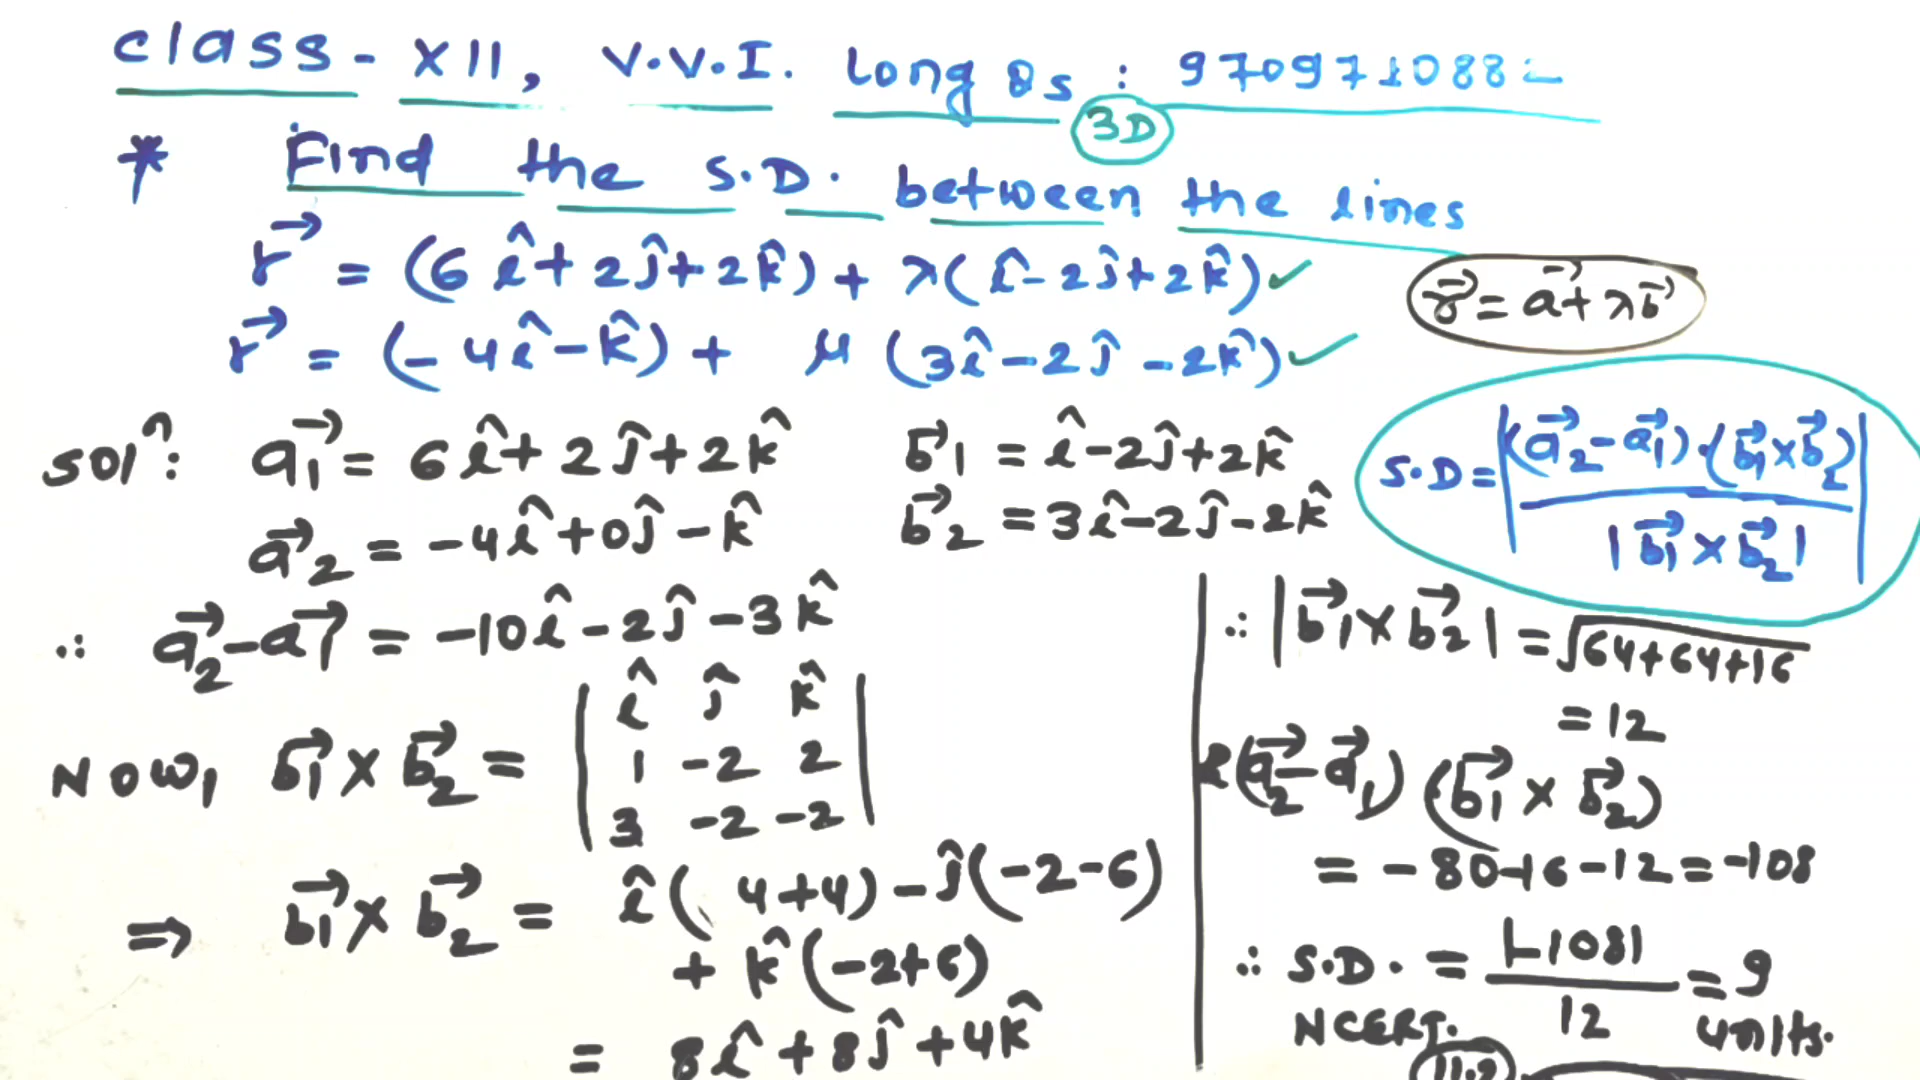 class - XII, V.V.I. Long Qs : 9709710882
3D
* Find the S.D. between the lines
r⃗ = (6î + 2ĵ + 2k̂) + λ(î - 2ĵ + 2k̂) ✓
r⃗ = a⃗ + λb⃗
r⃗ = (-4î - k̂) + μ (3î - 2ĵ - 2k̂) ✓
S.D = |(a⃗2 - a⃗1) · (b⃗1 × b⃗2) / |b⃗1 × b⃗2||
Solⁿ: a⃗1 = 6î + 2ĵ + 2k̂ b⃗1 = î - 2ĵ + 2k̂
a⃗2 = -4î + 0ĵ - k̂ b⃗2 = 3î - 2ĵ - 2k̂
∴ a⃗2 - a⃗1 = -10î - 2ĵ - 3k̂
Now, b⃗1 × b⃗2 = | î ĵ k̂
1 -2 2
3 -2 -2 |
⇒ b⃗1 × b⃗2 = î(4+4) - ĵ(-2-6)
+ k̂(-2+6)
= 8î + 8ĵ + 4k̂
∴ |b⃗1 × b⃗2| = √64+64+16
= 12
& (a⃗2 - a⃗1) (b⃗1 × b⃗2)
= -80-16-12 = -108
∴ S.D. = |-108| / 12 = 9 units.
NCERT.
11.2